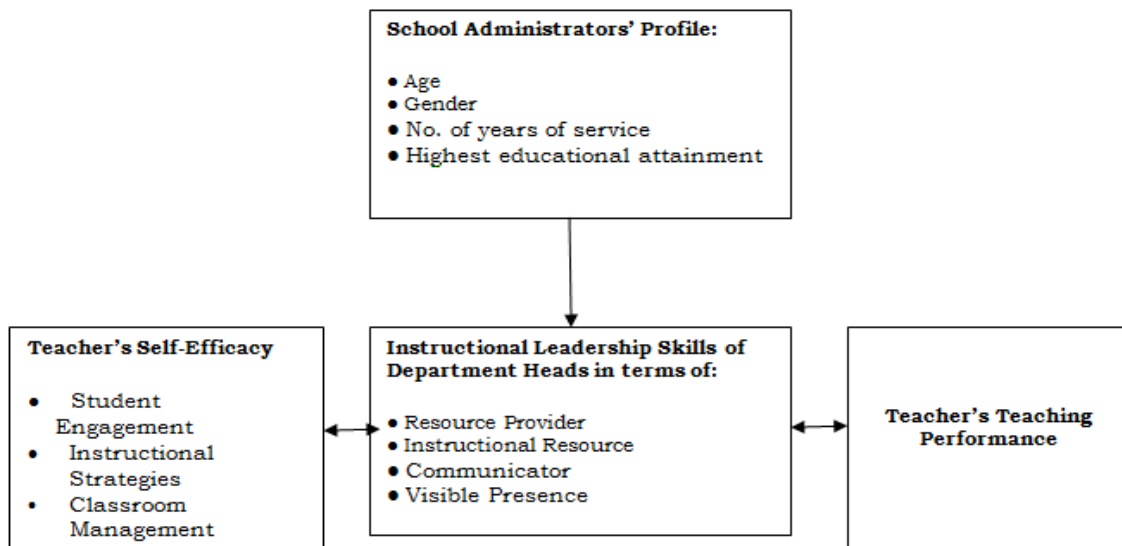 School Administrators’ Profile:
● Age
● Gender
● No. of years of service
● Highest educational attainment
Teacher’s Self-Efficacy
● Student
Engagement
● Instructional
Strategies
• Classroom
Management
Instructional Leadership Skills of
Department Heads in terms of:
● Resource Provider
● Instructional Resource
● Communicator
● Visible Presence
Teacher’s Teaching
Performance